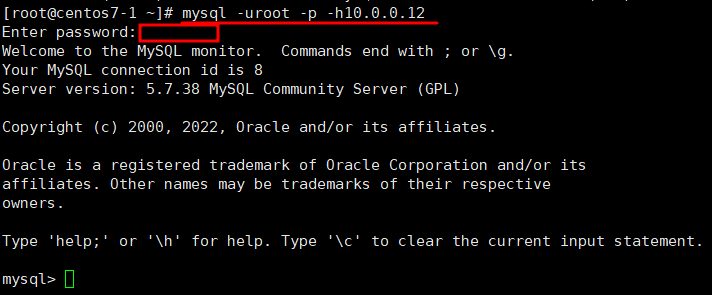 [root@centos7-1 ~]# mysql -uroot -p -h10.0.0.12
Enter password:
Welcome to the MySQL monitor.  Commands end with ; or \g.
Your MySQL connection id is 8
Server version: 5.7.38 MySQL Community Server (GPL)
Copyright (c) 2000, 2022, Oracle and/or its affiliates.
Oracle is a registered trademark of Oracle Corporation and/or its
affiliates. Other names may be trademarks of their respective
owners.
Type 'help;' or '\h' for help. Type '\c' to clear the current input statement.
mysql>